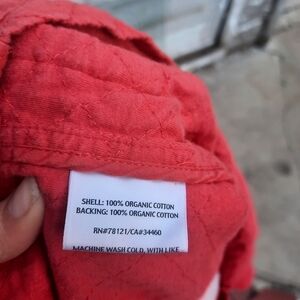 SHELL: 100% ORGANIC COTTON
BACKING: 100% ORGANIC COTTON
RN#78121/CA#34460
MACHINE WASH COLD, WITH LIKE